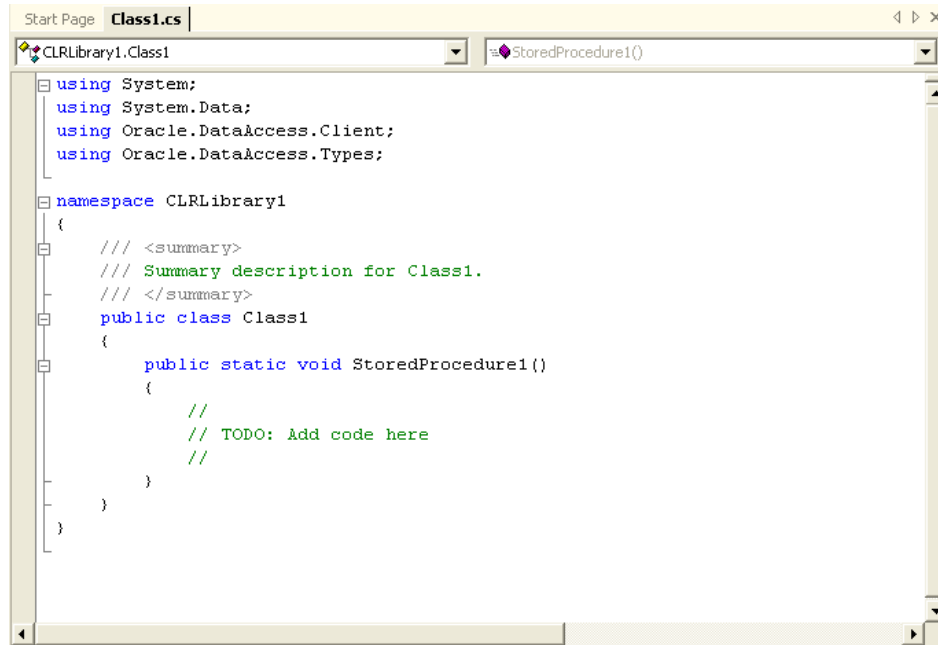 Start Page Class1.cs
CLRLibrary1.Class1 StoredProcedure1()
using System;
using System.Data;
using Oracle.DataAccess.Client;
using Oracle.DataAccess.Types;
namespace CLRLibrary1
{
/// <summary>
/// Summary description for Class1.
/// </summary>
public class Class1
{
public static void StoredProcedure1()
{
//
// TODO: Add code here
//
}
}
}